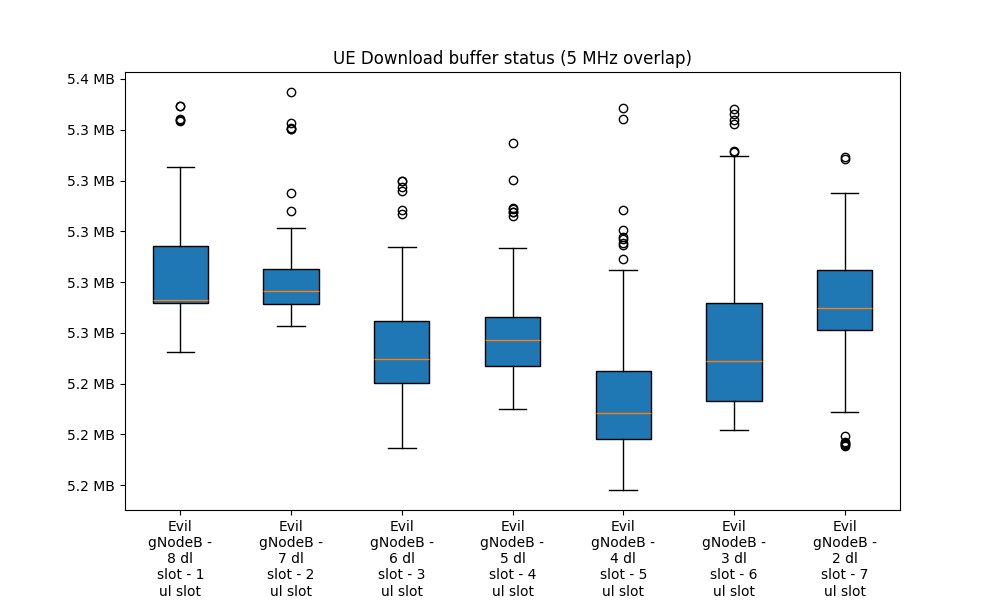 UE Download buffer status (5 MHz overlap)
5.4 MB
5.3 MB
5.3 MB
5.3 MB
5.3 MB
5.3 MB
5.2 MB
5.2 MB
5.2 MB
Evil
gNodeB -
8 dl
slot - 1
ul slot
Evil
gNodeB -
7 dl
slot - 2
ul slot
Evil
gNodeB -
6 dl
slot - 3
ul slot
Evil
gNodeB -
5 dl
slot - 4
ul slot
Evil
gNodeB -
4 dl
slot - 5
ul slot
Evil
gNodeB -
3 dl
slot - 6
ul slot
Evil
gNodeB -
2 dl
slot - 7
ul slot